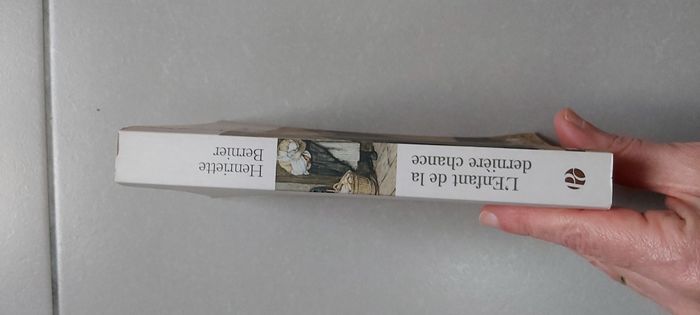 Henriette
Bernier
L'Enfant de la
dernière chance